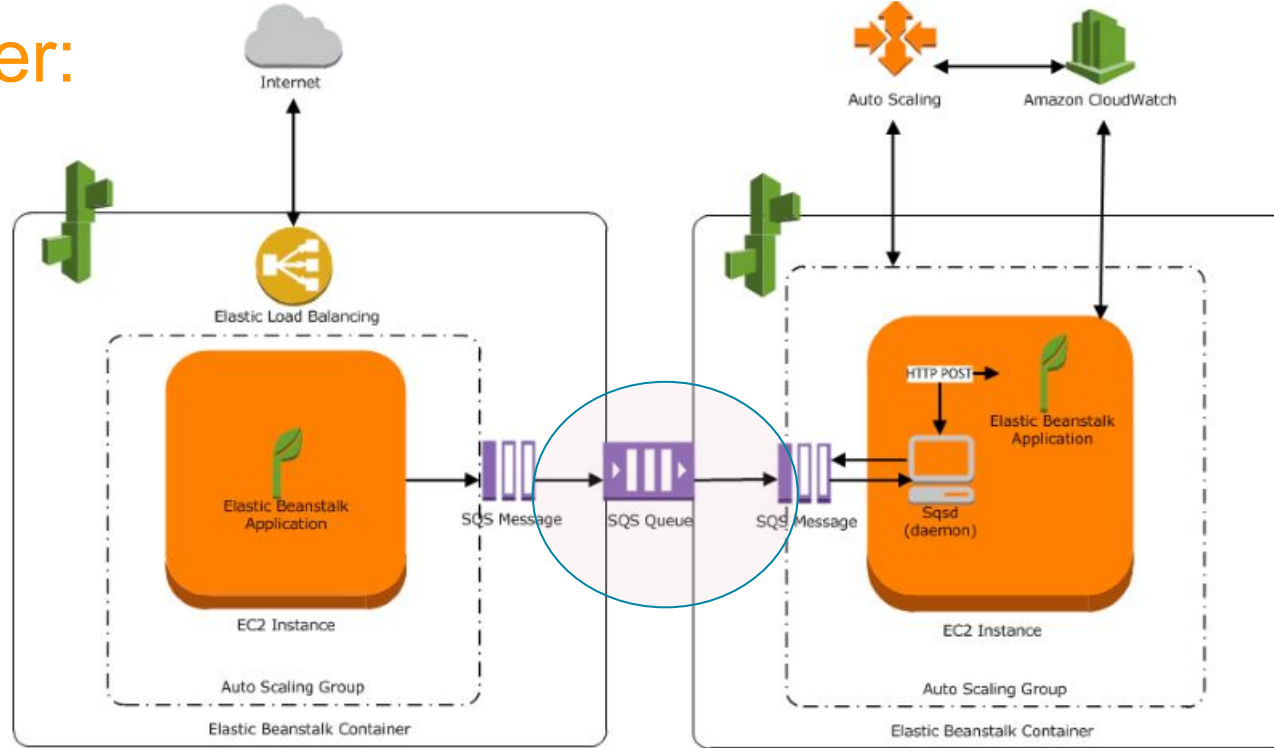 er:
Internet
Auto Scaling
Amazon CloudWatch
Elastic Load Balancing
HTTP POST
Elastic Beanstalk
Application
Elastic Beanstalk
Application
SQS Message
SQS Queue
SQS Message
Sqsd
(daemon)
EC2 Instance
EC2 Instance
Auto Scaling Group
Auto Scaling Group
Elastic Beanstalk Container
Elastic Beanstalk Container